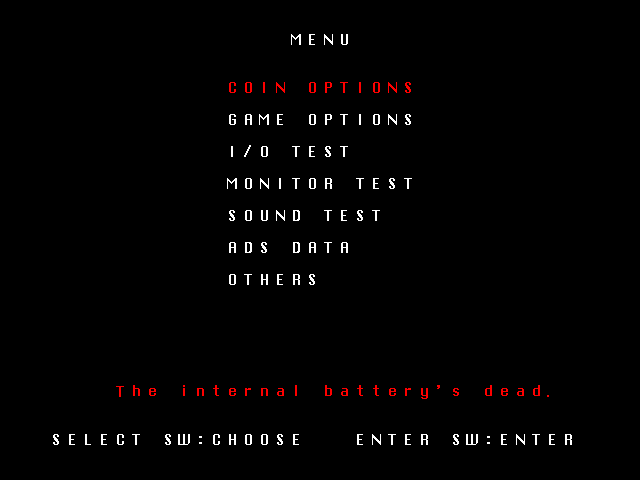 MENU
COIN OPTIONS
GAME OPTIONS
I/O TEST
MONITOR TEST
SOUND TEST
ADS DATA
OTHERS
The internal battery's dead.
SELECT SW:CHOOSE ENTER SW:ENTER